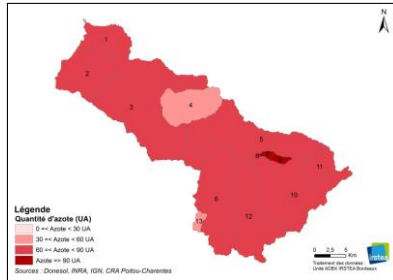 N
1
2
3
4
5
8
11
10
6
12
13
Légende
Quantité d'azote (UA)
0 =< Azote < 30 UA
30 =< Azote < 60 UA
60 =< Azote < 90 UA
Azote => 90 UA
Sources : Donesol, INRA, IGN, CRA Poitou-Charentes
0 2,5 5
Km
Traitement des données:
Unité ADBX IRSTEA-Bordeaux
irstea